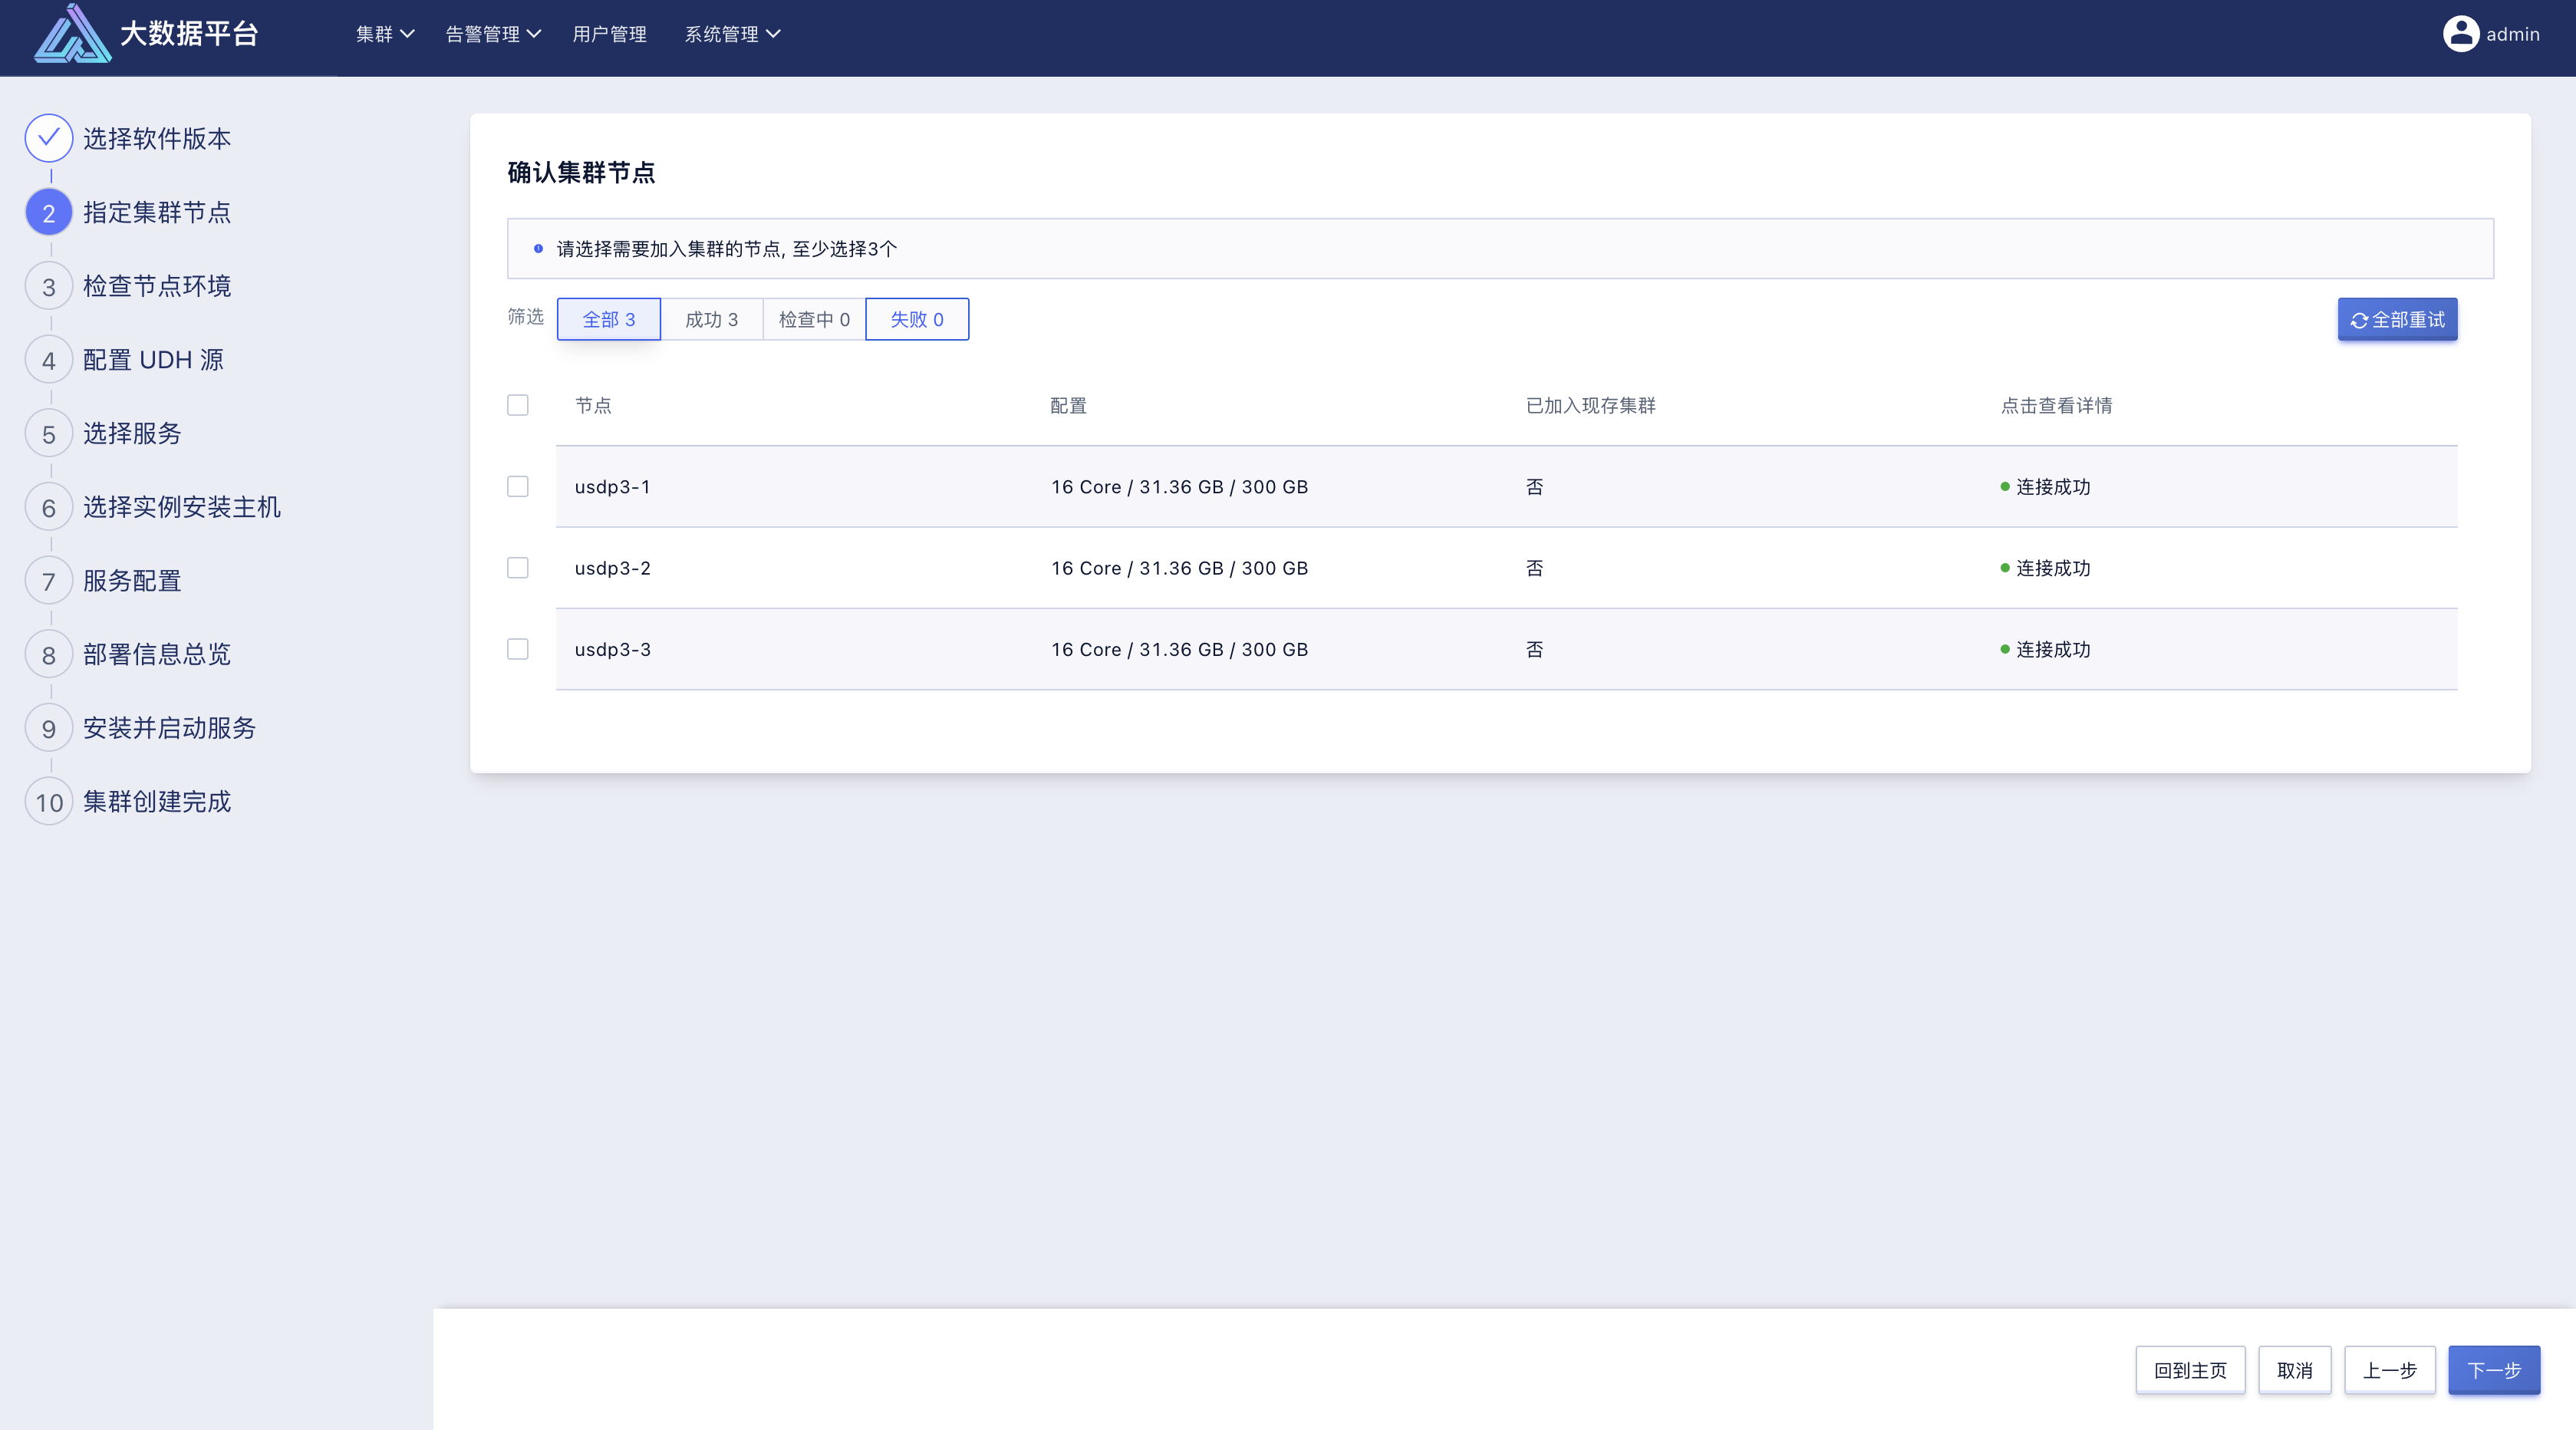 大数据平台
集群
告警管理
用户管理
系统管理
admin
选择软件版本
2 指定集群节点
3 检查节点环境
4 配置 UDH 源
5 选择服务
6 选择实例安装主机
7 服务配置
8 部署信息总览
9 安装并启动服务
10 集群创建完成
确认集群节点
请选择需要加入集群的节点, 至少选择3个
筛选 全部 3 成功 3 检查中 0 失败 0 全部重试
节点 配置 已加入现存集群 点击查看详情
usdp3-1 16 Core / 31.36 GB / 300 GB 否 连接成功
usdp3-2 16 Core / 31.36 GB / 300 GB 否 连接成功
usdp3-3 16 Core / 31.36 GB / 300 GB 否 连接成功
回到主页 取消 上一步 下一步